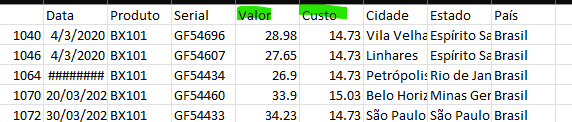 Data Produto Serial Valor Custo Cidade Estado País
1040 4/3/2020 BX101 GF54696 28.98 14.73 Vila Velha Espírito Sa Brasil
1046 4/3/2020 BX101 GF54607 27.65 14.73 Linhares Espírito Sa Brasil
1064 ######## BX101 GF54434 26.9 14.73 Petrópolis Rio de Jan Brasil
1070 20/03/202 BX101 GF54460 33.9 15.03 Belo Horiz Minas Ger Brasil
1072 30/03/202 BX101 GF54433 34.23 14.73 São Paulo São Paulo Brasil